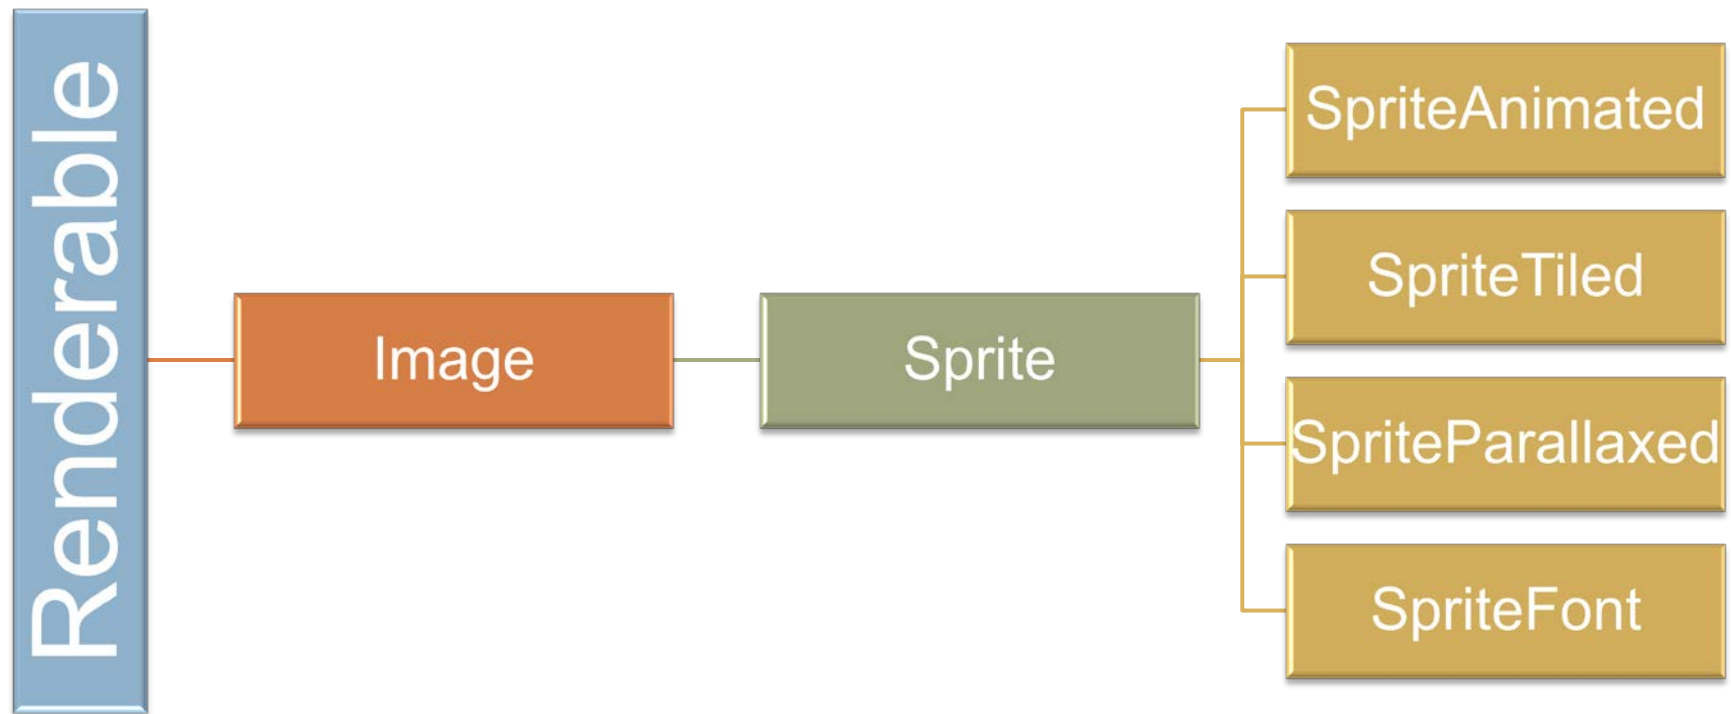 Renderable
Image
Sprite
SpriteAnimated
SpriteTiled
SpriteParallaxed
SpriteFont